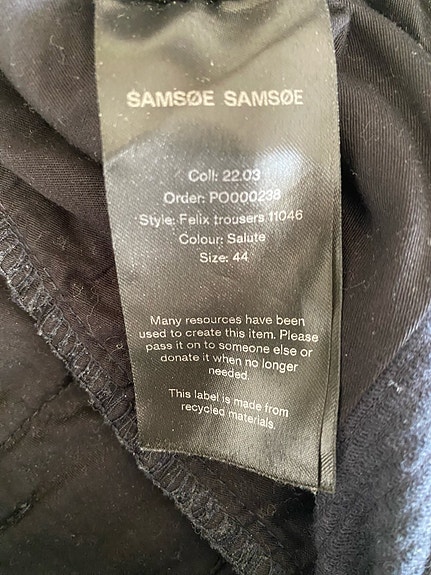 SAMSØE SAMSØE
Coll: 22.03
Order: PO000238
Style: Felix trousers 11046
Colour: Salute
Size: 44
Many resources have been
used to create this item. Please
pass it on to someone else or
donate it when no longer
needed.
This label is made from
recycled materials.